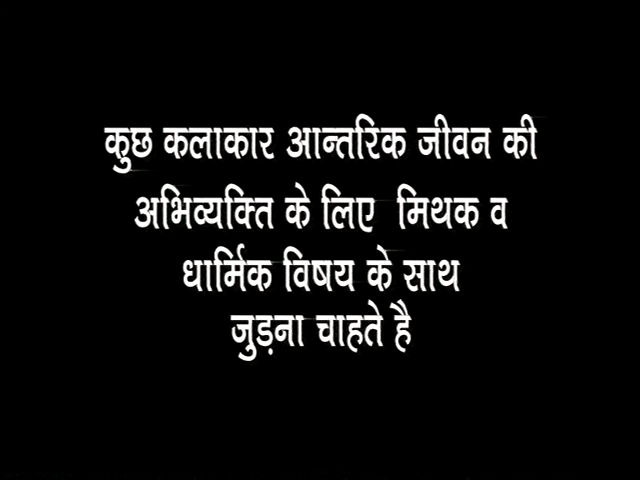 कुछ कलाकार आन्तरिक जीवन की
अभिव्यक्ति के लिए मिथक व
धार्मिक विषय के साथ
जुड़ना चाहते है